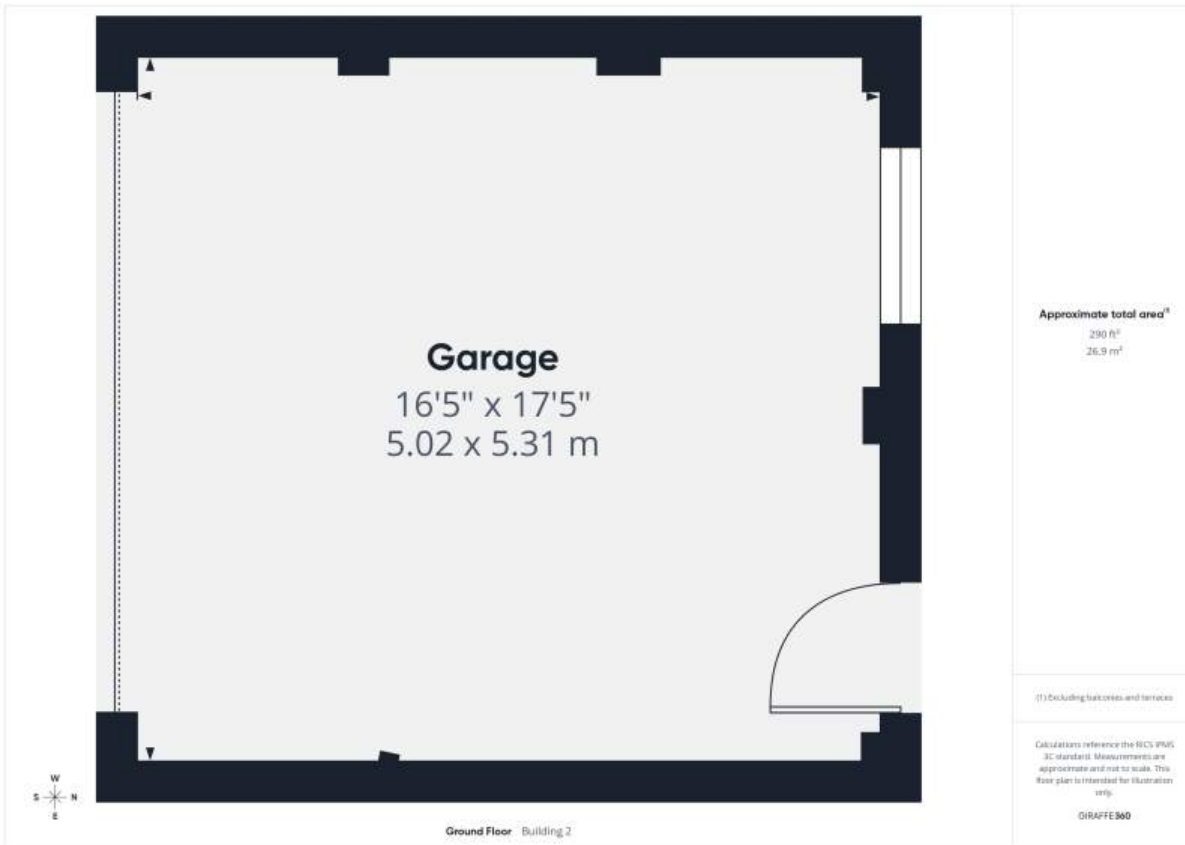 Garage
16'5" x 17'5"
5.02 x 5.31 m
Approximate total area(1)
290 ft²
26.9 m²
(1) Excluding balconies and terraces
Calculations reference the RICS IPMS
3C standard. Measurements are
approximate and not to scale. This
floor plan is intended for illustration
only.
GIRAFFE360
W
S N
E
Ground Floor Building 2